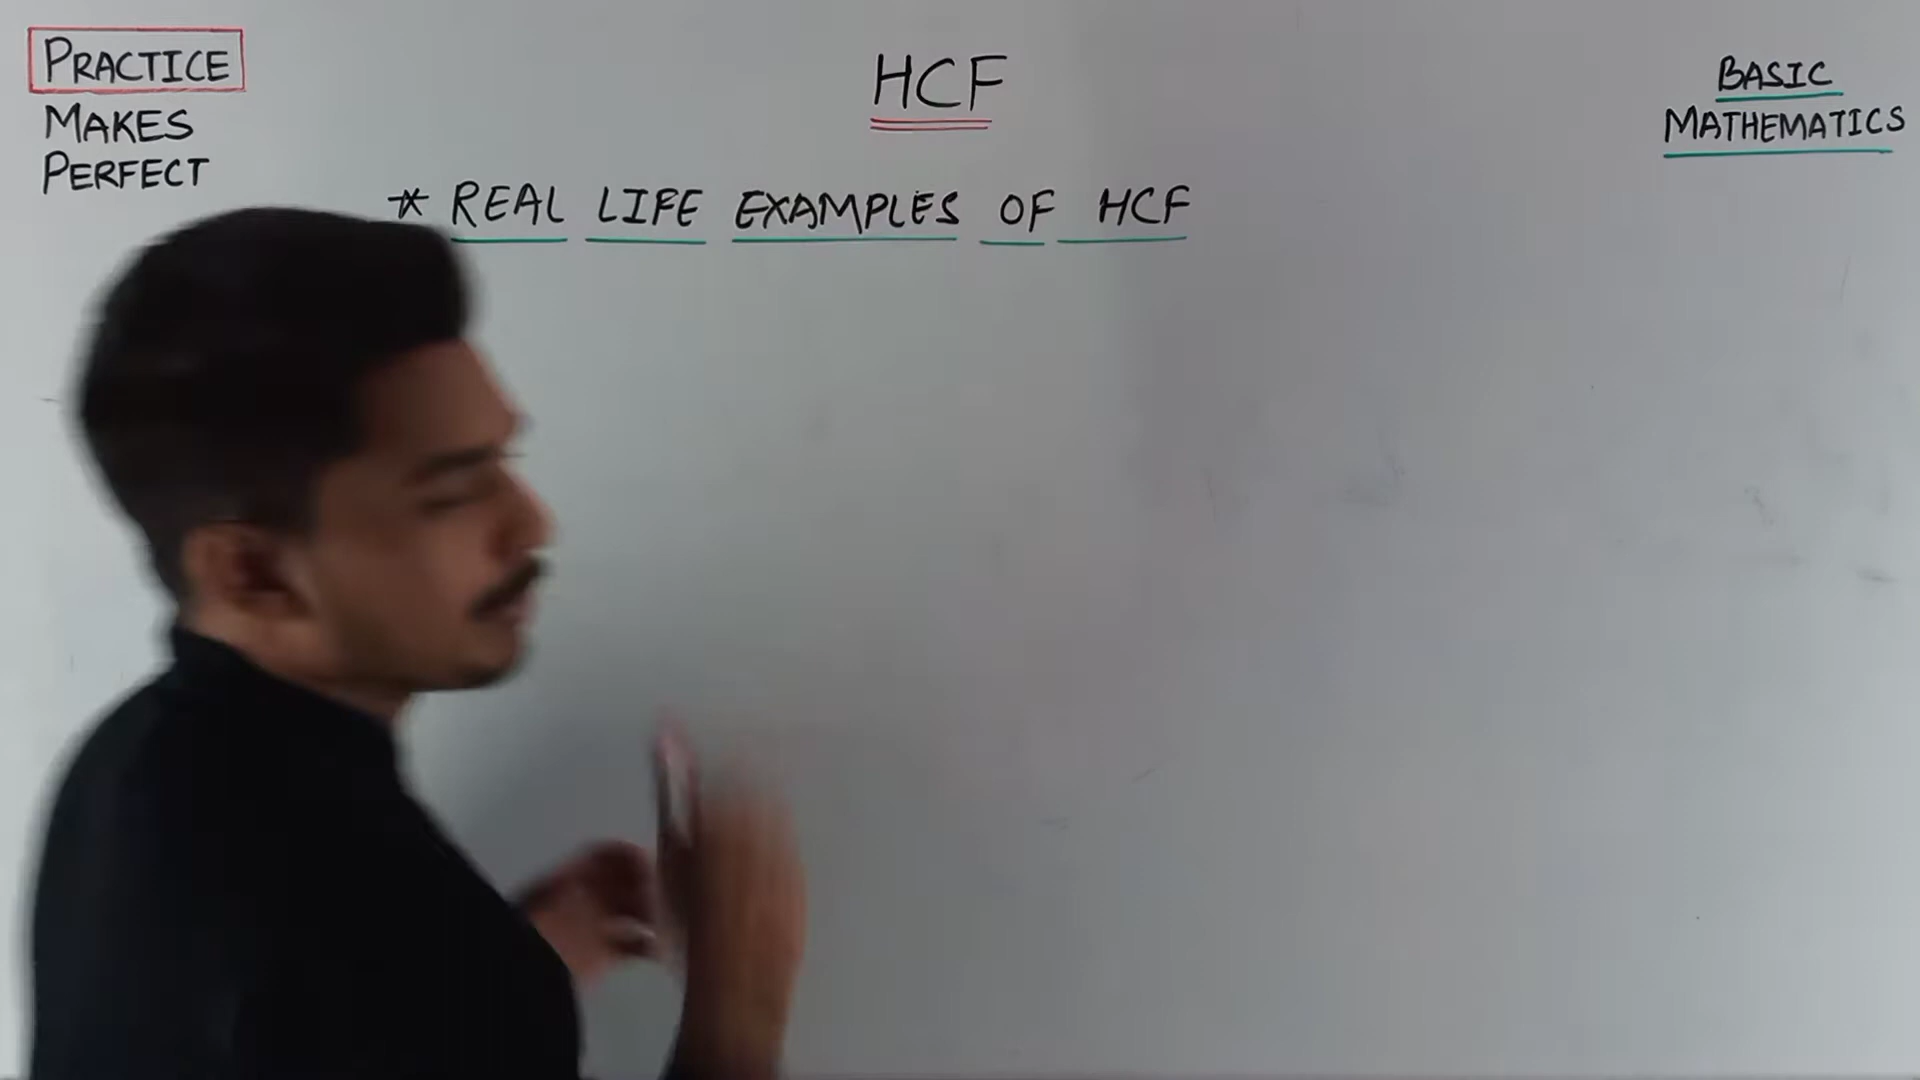 PRACTICE
MAKES
PERFECT
HCF
BASIC
MATHEMATICS
* REAL LIFE EXAMPLES OF HCF